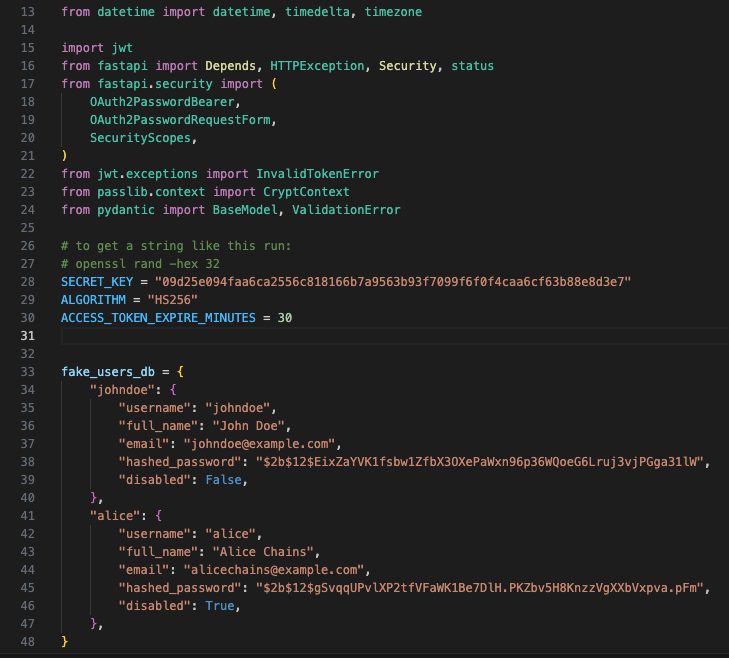 13 from datetime import datetime, timedelta, timezone
14
15 import jwt
16 from fastapi import Depends, HTTPException, Security, status
17 from fastapi.security import (
18     OAuth2PasswordBearer,
19     OAuth2PasswordRequestForm,
20     SecurityScopes,
21 )
22 from jwt.exceptions import InvalidTokenError
23 from passlib.context import CryptContext
24 from pydantic import BaseModel, ValidationError
25
26 # to get a string like this run:
27 # openssl rand -hex 32
28 SECRET_KEY = "09d25e094faa6ca2556c818166b7a9563b93f7099f6f0f4caa6cf63b88e8d3e7"
29 ALGORITHM = "HS256"
30 ACCESS_TOKEN_EXPIRE_MINUTES = 30
31
32
33 fake_users_db = {
34     "johndoe": {
35         "username": "johndoe",
36         "full_name": "John Doe",
37         "email": "johndoe@example.com",
38         "hashed_password": "$2b$12$EixZaYVK1fsbw1ZfbX3OXePaWxn96p36WQoeG6Lruj3vjPGga31lW",
39         "disabled": False,
40     },
41     "alice": {
42         "username": "alice",
43         "full_name": "Alice Chains",
44         "email": "alicechains@example.com",
45         "hashed_password": "$2b$12$gSvqqUPvlXP2tfVFaWK1Be7DlH.PKZbv5H8KnzzVgXXbVxpva.pFm",
46         "disabled": True,
47     },
48 }